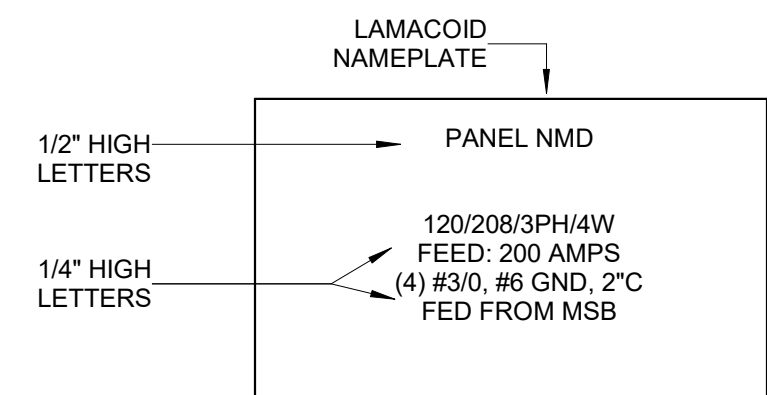 LAMACOID
NAMEPLATE
1/2" HIGH
LETTERS
PANEL NMD
1/4" HIGH
LETTERS
120/208/3PH/4W
FEED: 200 AMPS
(4) #3/0, #6 GND, 2"C
FED FROM MSB